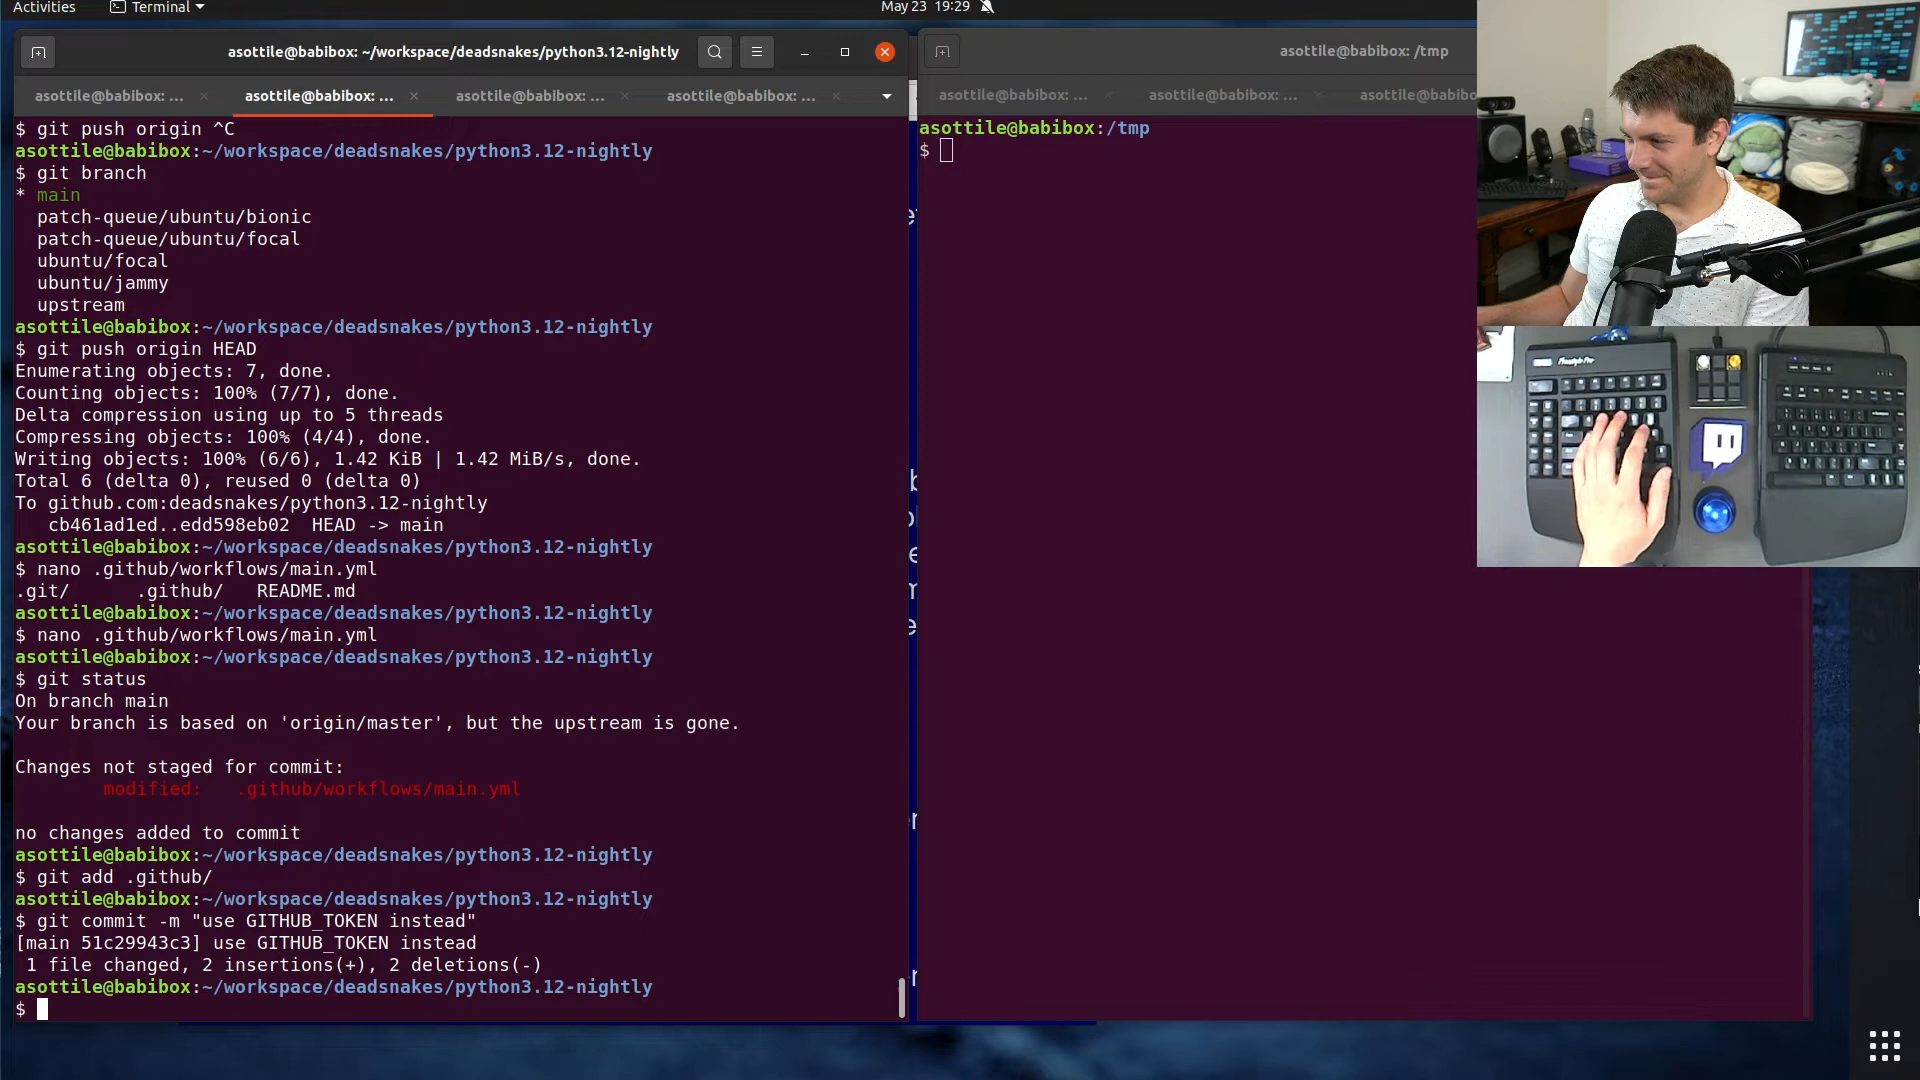 Activities
Terminal
May 23 19:29
asottile@babibox: ~/workspace/deadsnakes/python3.12-nightly
asottile@babibox: ...
asottile@babibox: ...
asottile@babibox: ...
asottile@babibox: ...
$ git push origin ^C
asottile@babibox:~/workspace/deadsnakes/python3.12-nightly
$ git branch
* main
patch-queue/ubuntu/bionic
patch-queue/ubuntu/focal
ubuntu/focal
ubuntu/jammy
upstream
asottile@babibox:~/workspace/deadsnakes/python3.12-nightly
$ git push origin HEAD
Enumerating objects: 7, done.
Counting objects: 100% (7/7), done.
Delta compression using up to 5 threads
Compressing objects: 100% (4/4), done.
Writing objects: 100% (6/6), 1.42 KiB | 1.42 MiB/s, done.
Total 6 (delta 0), reused 0 (delta 0)
To github.com:deadsnakes/python3.12-nightly
cb461ad1ed..edd598eb02  HEAD -> main
asottile@babibox:~/workspace/deadsnakes/python3.12-nightly
$ nano .github/workflows/main.yml
.git/      .github/   README.md
asottile@babibox:~/workspace/deadsnakes/python3.12-nightly
$ nano .github/workflows/main.yml
asottile@babibox:~/workspace/deadsnakes/python3.12-nightly
$ git status
On branch main
Your branch is based on 'origin/master', but the upstream is gone.
Changes not staged for commit:
modified:   .github/workflows/main.yml
no changes added to commit
asottile@babibox:~/workspace/deadsnakes/python3.12-nightly
$ git add .github/
asottile@babibox:~/workspace/deadsnakes/python3.12-nightly
$ git commit -m "use GITHUB_TOKEN instead"
[main 51c29943c3] use GITHUB_TOKEN instead
1 file changed, 2 insertions(+), 2 deletions(-)
asottile@babibox:~/workspace/deadsnakes/python3.12-nightly
$
asottile@babibox: /tmp
asottile@babibox: ...
asottile@babibox: ...
asottile@babibo
asottile@babibox:/tmp
$